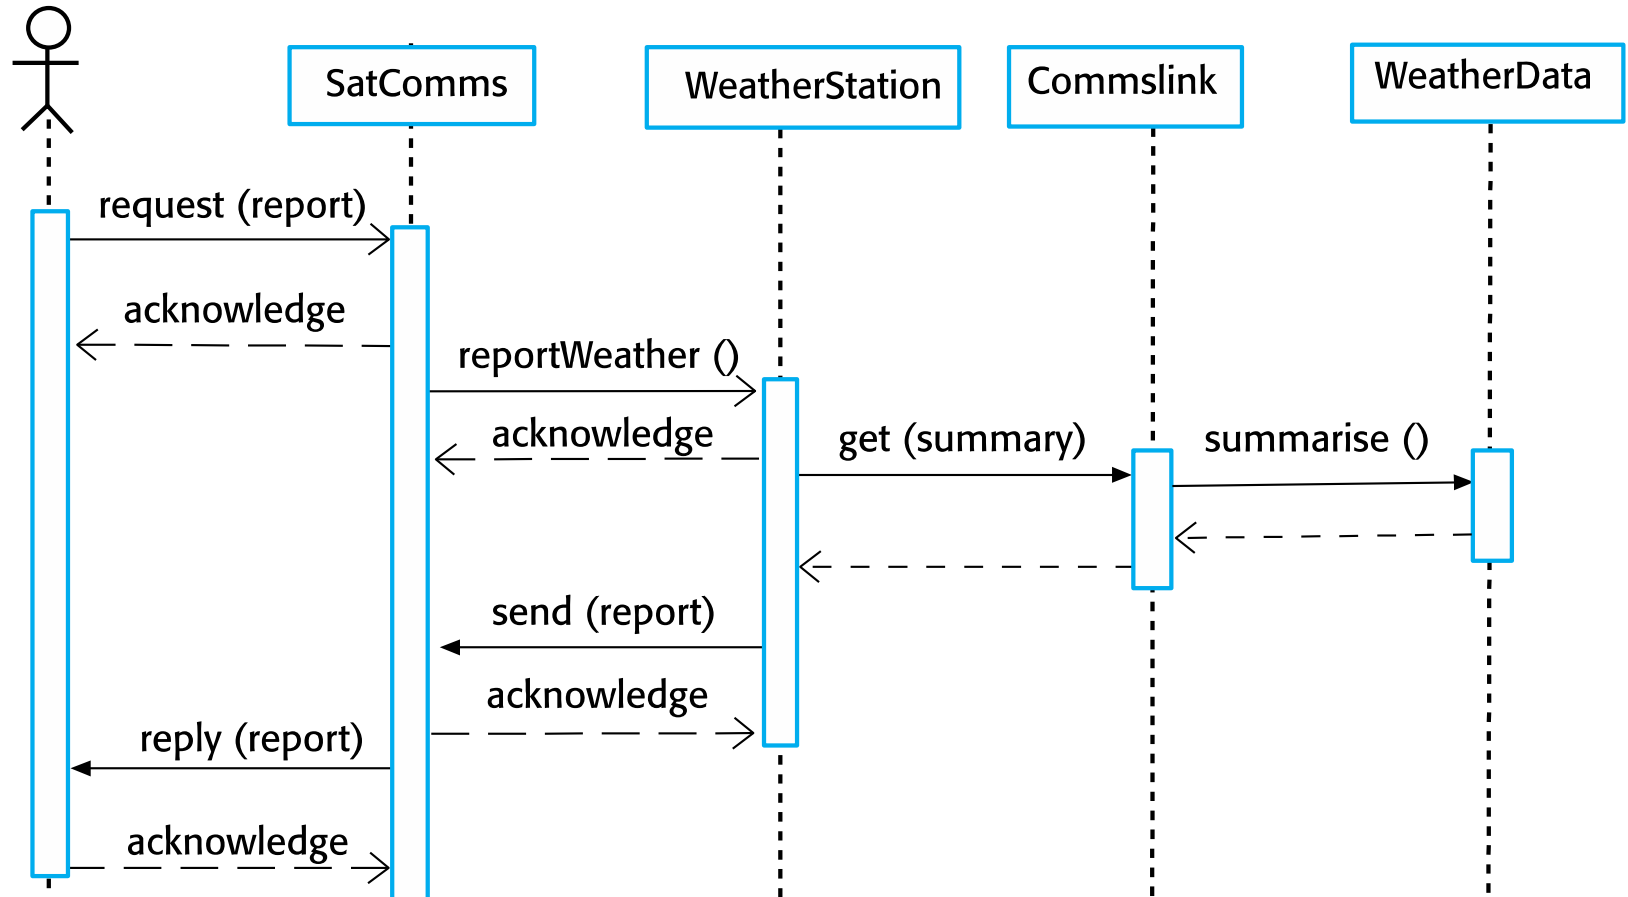 SatComms
WeatherStation
Commslink
WeatherData
request (report)
acknowledge
reportWeather ()
acknowledge
get (summary)
summarise ()
send (report)
acknowledge
reply (report)
acknowledge